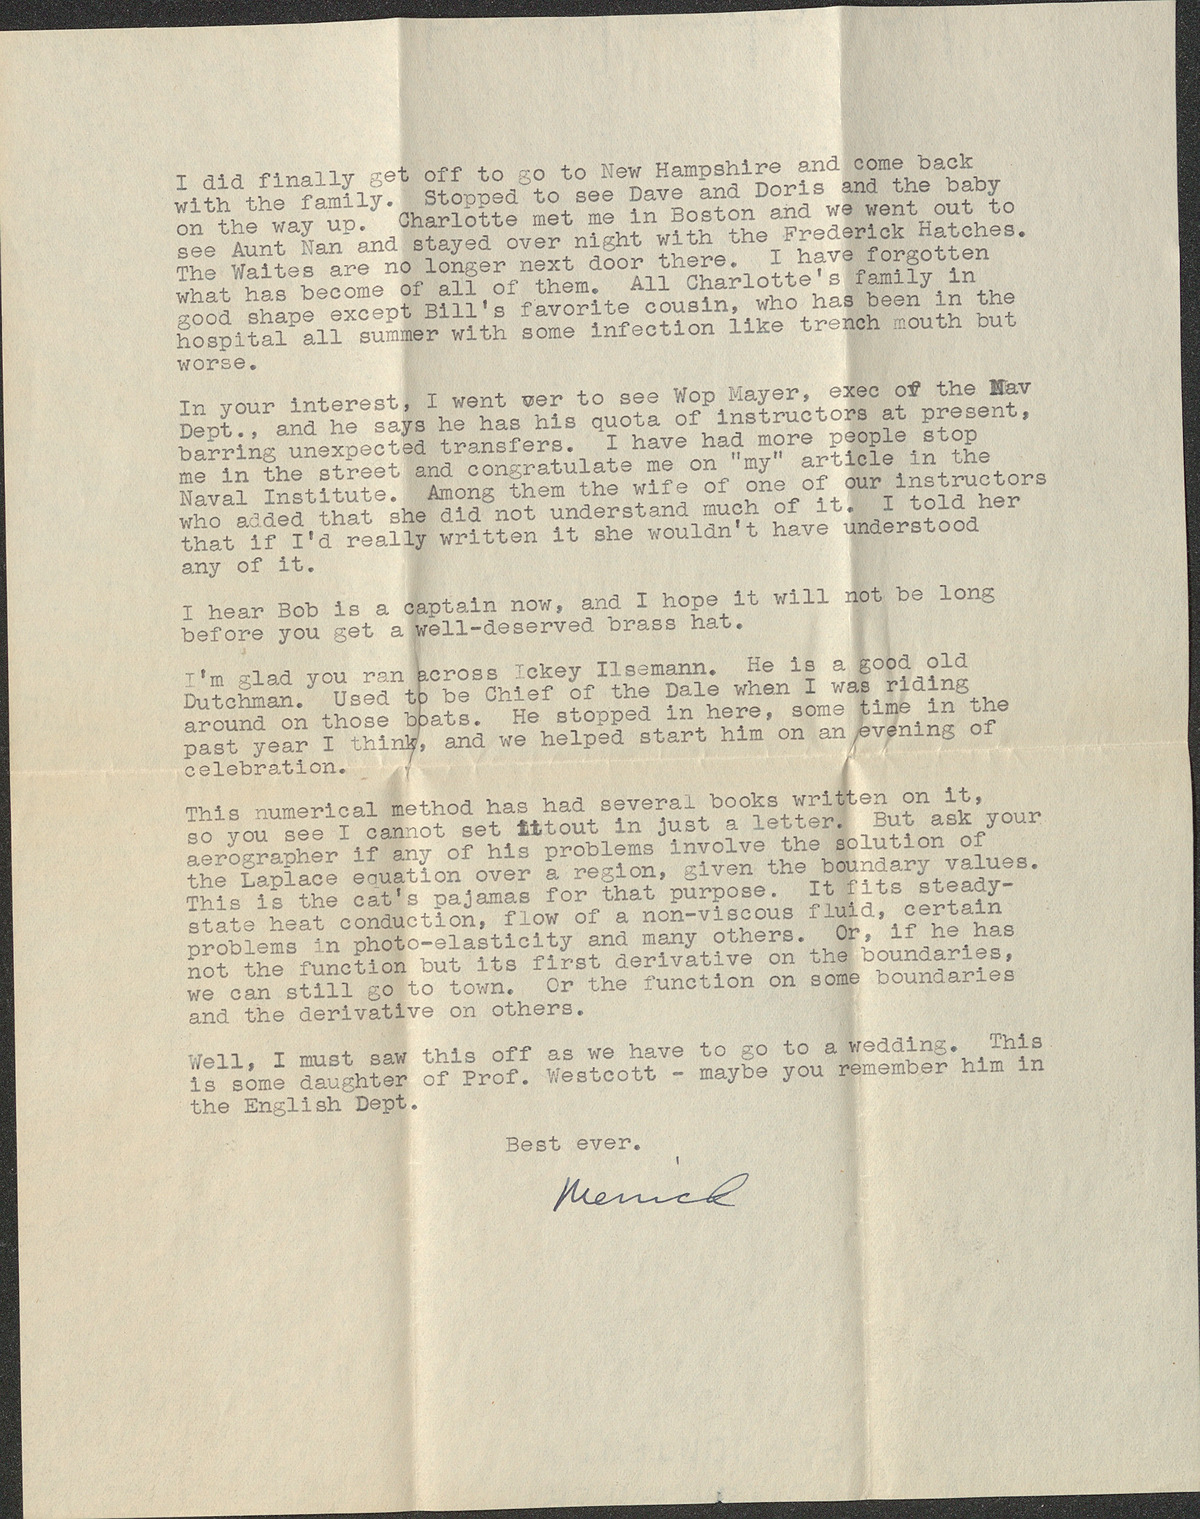 I did finally get off to go to New Hampshire and come back
with the family.  Stopped to see Dave and Doris and the baby
on the way up.  Charlotte met me in Boston and we went out to
see Aunt Nan and stayed over night with the Frederick Hatches.
The Waites are no longer next door there.  I have forgotten
what has become of all of them.  All Charlotte's family in
good shape except Bill's favorite cousin, who has been in the
hospital all summer with some infection like trench mouth but
worse.
In your interest, I went over to see Wop Mayer, exec of the Nav
Dept., and he says he has his quota of instructors at present,
barring unexpected transfers.  I have had more people stop
me in the street and congratulate me on "my" article in the
Naval Institute.  Among them the wife of one of our instructors
who added that she did not understand much of it.  I told her
that if I'd really written it she wouldn't have understood
any of it.
I hear Bob is a captain now, and I hope it will not be long
before you get a well-deserved brass hat.
I'm glad you ran across Ickey Ilsemann.  He is a good old
Dutchman.  Used to be Chief of the Dale when I was riding
around on those boats.  He stopped in here, some time in the
past year I think, and we helped start him on an evening of
celebration.
This numerical method has had several books written on it,
so you see I cannot set ittout in just a letter.  But ask your
aerographer if any of his problems involve the solution of
the Laplace equation over a region, given the boundary values.
This is the cat's pajamas for that purpose.  It fits steady-
state heat conduction, flow of a non-viscous fluid, certain
problems in photo-elasticity and many others.  Or, if he has
not the function but its first derivative on the boundaries,
we can still go to town.  Or the function on some boundaries
and the derivative on others.
Well, I must saw this off as we have to go to a wedding.  This
is some daughter of Prof. Westcott - maybe you remember him in
the English Dept.
Best ever.
Merrick